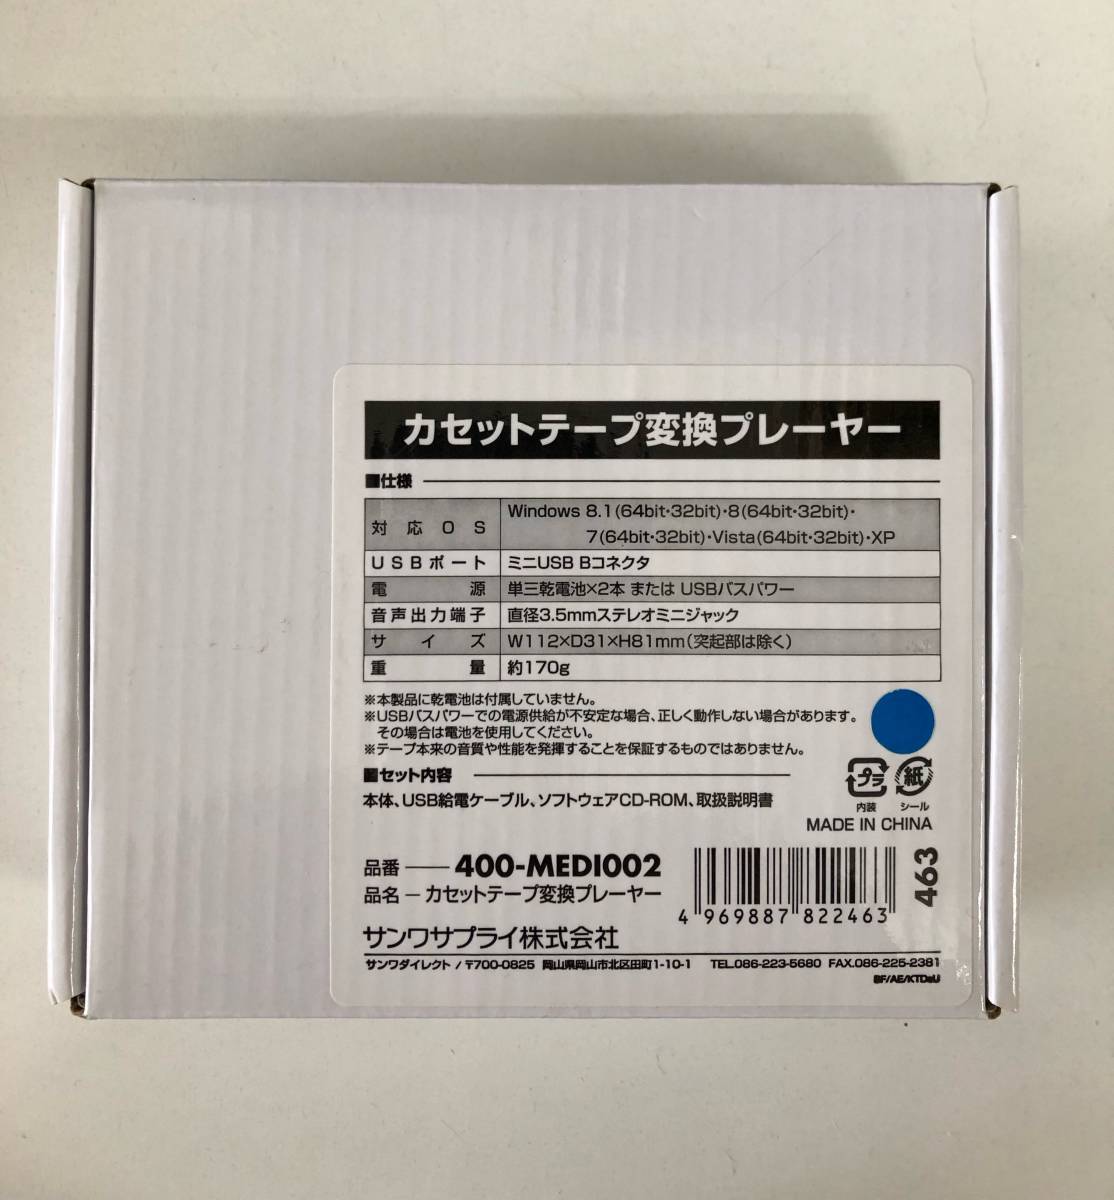 カセットテープ変換プレーヤー
■仕様
対応OS Windows 8.1(64bit・32bit)・8(64bit・32bit)・
7(64bit・32bit)・Vista(64bit・32bit)・XP
USBポート ミニUSB Bコネクタ
電源 単三乾電池×2本 または USBバスパワー
音声出力端子 直径3.5mmステレオミニジャック
サイズ W112×D31×H81mm(突起部は除く)
重量 約170g
※本製品に乾電池は付属していません。
※USBバスパワーでの電源供給が不安定な場合、正しく動作しない場合があります。
その場合は電池を使用してください。
※テープ本来の音質や性能を発揮することを保証するものではありません。
■セット内容
本体、USB給電ケーブル、ソフトウェアCD-ROM、取扱説明書
プラ 紙
内装 シール
MADE IN CHINA
品番 — 400-MEDI002
品名 — カセットテープ変換プレーヤー
4 969887 822463
463
サンワサプライ株式会社
サンワダイレクト / 〒700-0825 岡山県岡山市北区田町1-10-1 TEL.086-223-5680 FAX.086-225-2381
BF/AE/KTDaU